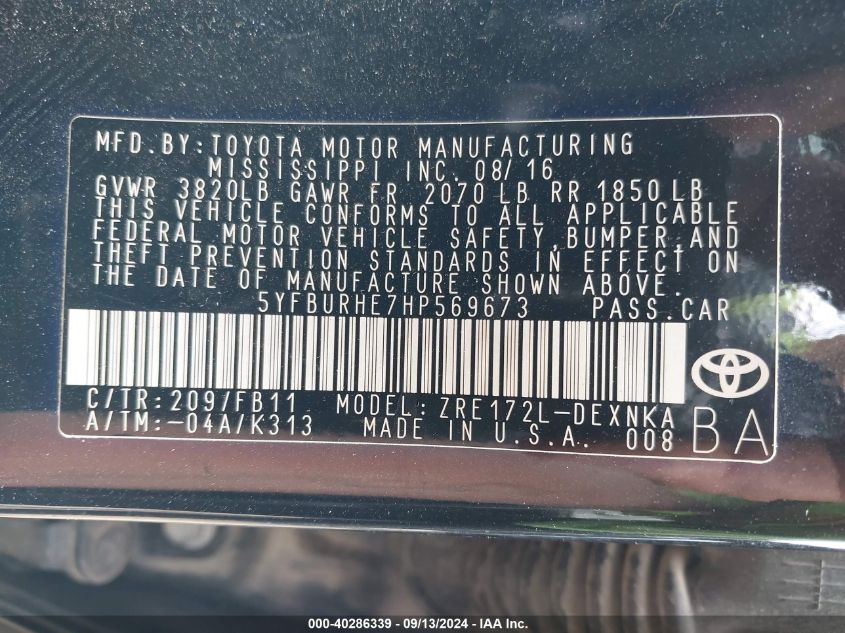 MFD.BY:TOYOTA MOTOR MANUFACTURING
MISSISSIPPI INC. 08/16
GVWR 3820LB GAWR FR 2070 LB RR 1850 LB
THIS VEHICLE CONFORMS TO ALL APPLICABLE
FEDERAL MOTOR VEHICLE SAFETY,BUMPER,AND
THEFT PREVENTION STANDARDS IN EFFECT ON
THE DATE OF MANUFACTURE SHOWN ABOVE.
5YFBURHE7HP569673 PASS.CAR
C/TR:209/FB11 MODEL:ZRE172L-DEXNKA
A/TM:-04A/K313 MADE IN U.S.A. 008 BA
000-40286339 - 09/13/2024 - IAA Inc.